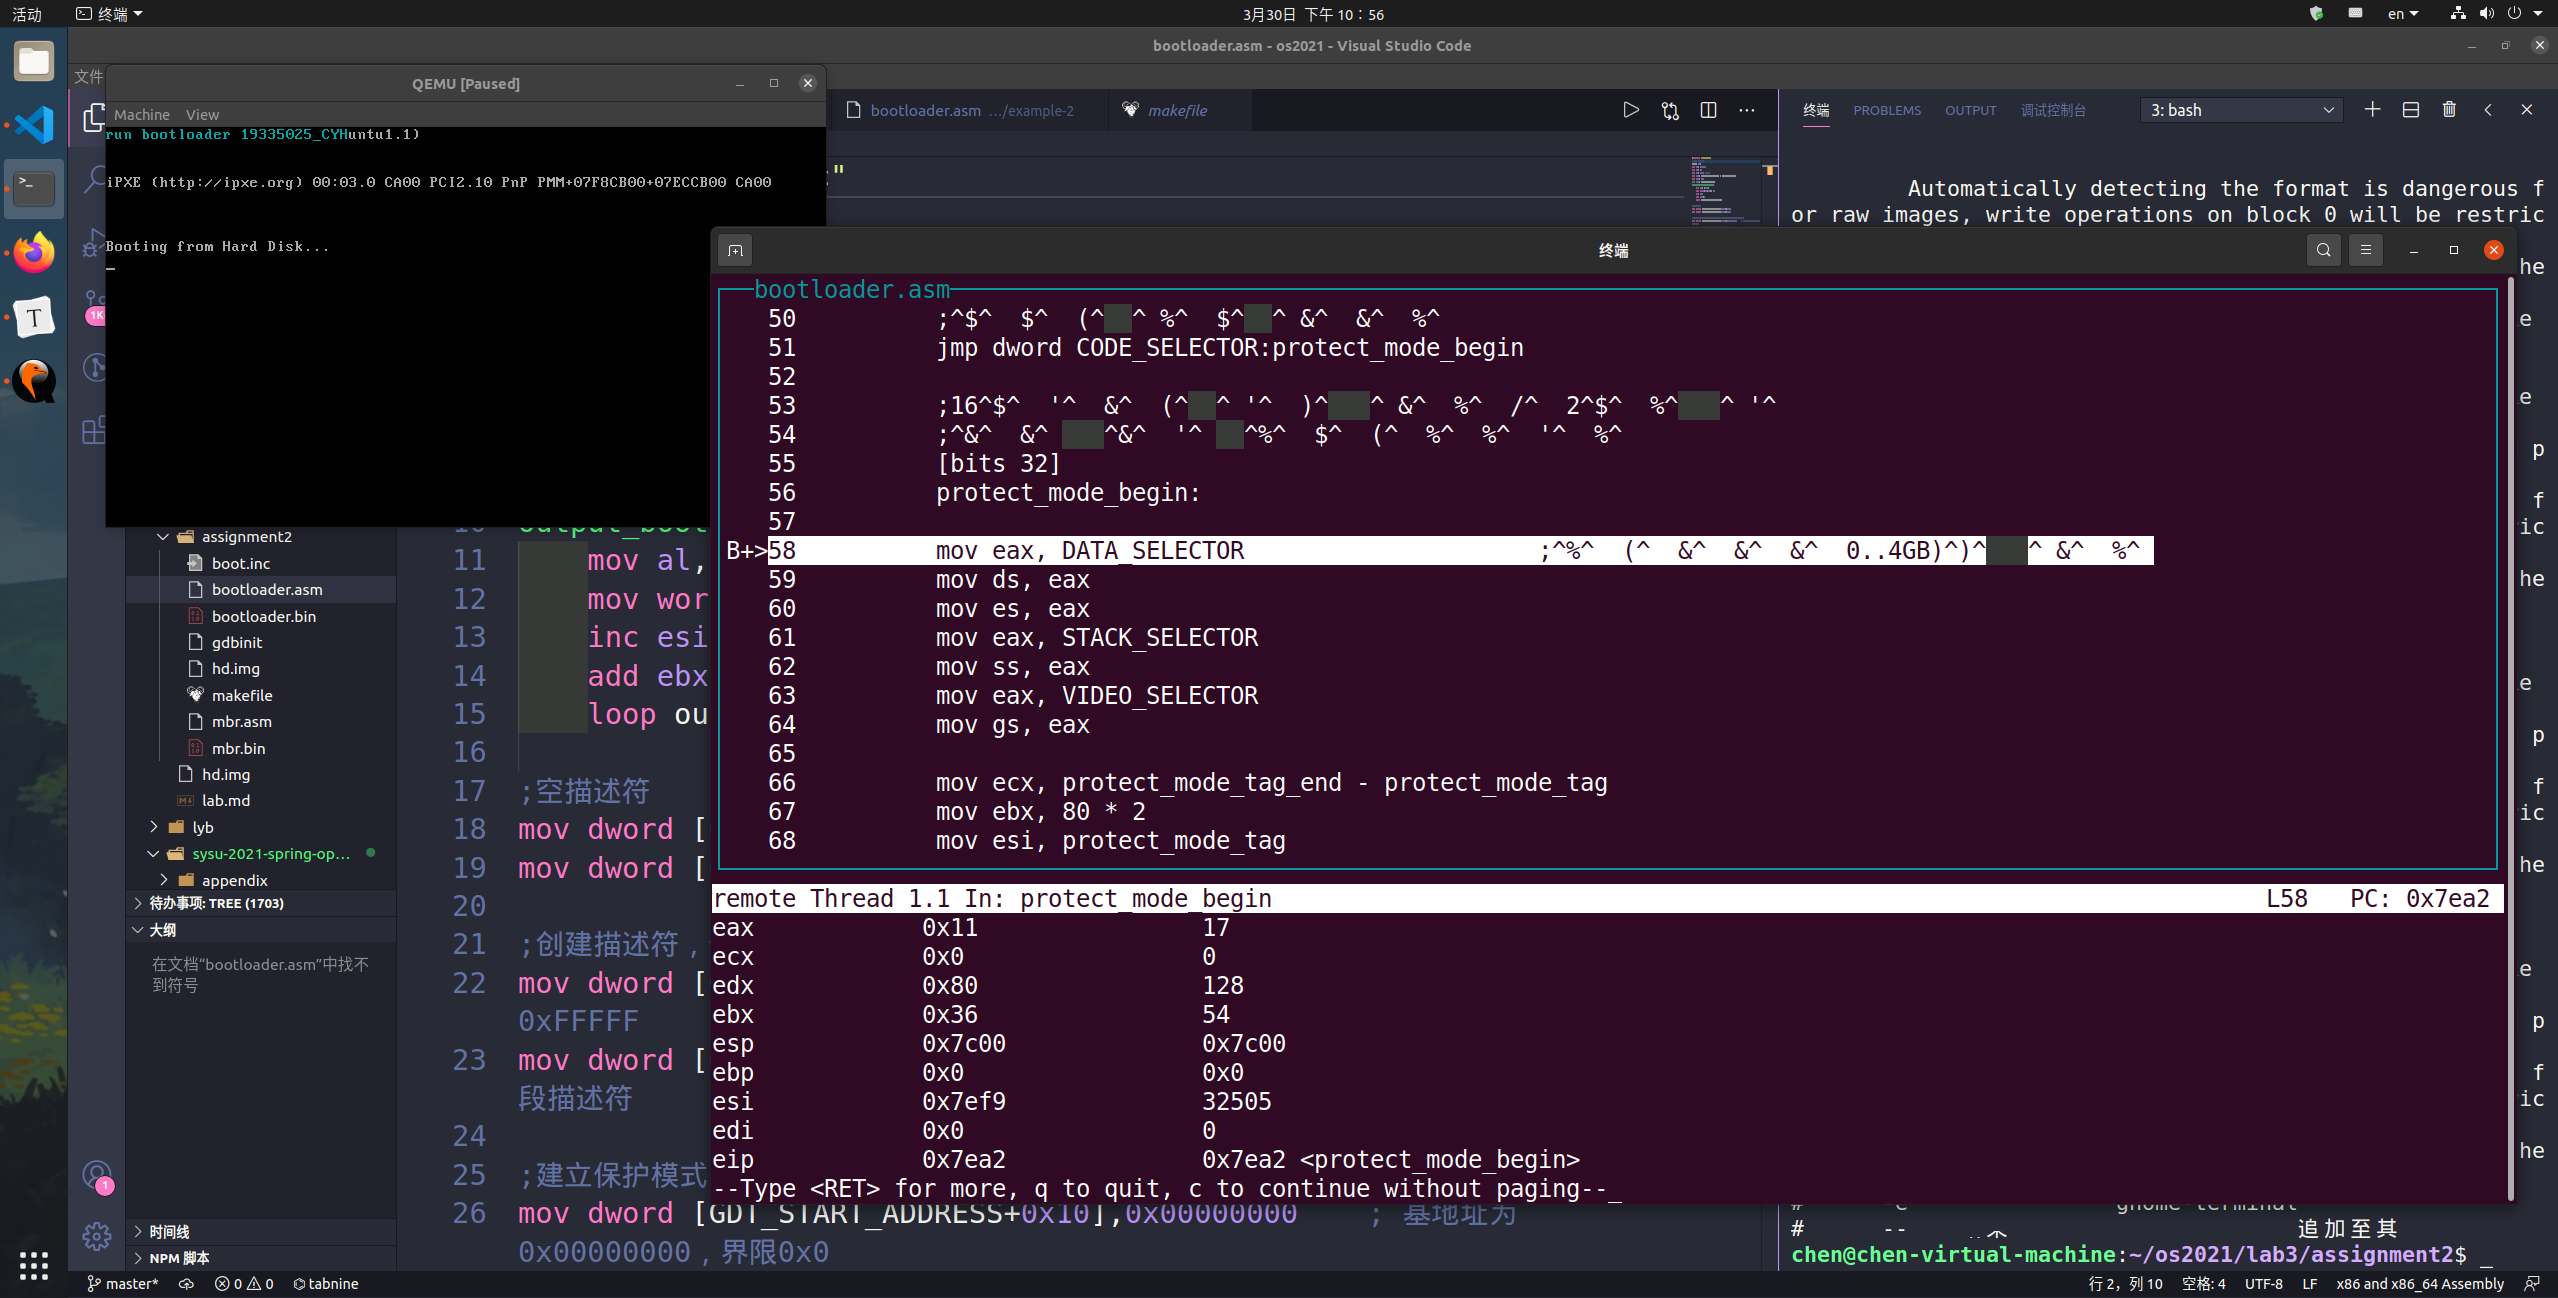 活动
终端
3月30日 下午 10：56
en
bootloader.asm - os2021 - Visual Studio Code
文件
QEMU [Paused]
Machine View
run bootloader 19335025_CYHuntu1.1)
iPXE (http://ipxe.org) 00:03.0 CA00 PCI2.10 PnP PMM+07F8CB00+07ECCB00 CA00
Booting from Hard Disk...
bootloader.asm .../example-2
makefile
终端 PROBLEMS OUTPUT 调试控制台
3: bash
Automatically detecting the format is dangerous f
or raw images, write operations on block 0 will be restric
终端
bootloader.asm
50 ;^$^ $^ (^ ^ %^ $^ ^ &^ &^ %^
51 jmp dword CODE_SELECTOR:protect_mode_begin
52
53 ;16^$^ '^ &^ (^ ^ '^ )^ ^ &^ %^ /^ 2^$^ %^ ^ '^
54 ;^&^ &^ ^&^ '^ ^%^ $^ (^ %^ %^ '^ %^
55 [bits 32]
56 protect_mode_begin:
57
B+>58 mov eax, DATA_SELECTOR ;^%^ (^ &^ &^ &^ 0..4GB)^)^ ^ &^ %^
59 mov ds, eax
60 mov es, eax
61 mov eax, STACK_SELECTOR
62 mov ss, eax
63 mov eax, VIDEO_SELECTOR
64 mov gs, eax
65
66 mov ecx, protect_mode_tag_end - protect_mode_tag
67 mov ebx, 80 * 2
68 mov esi, protect_mode_tag
remote Thread 1.1 In: protect_mode_begin L58 PC: 0x7ea2
eax 0x11 17
ecx 0x0 0
edx 0x80 128
ebx 0x36 54
esp 0x7c00 0x7c00
ebp 0x0 0x0
esi 0x7ef9 32505
edi 0x0 0
eip 0x7ea2 0x7ea2 <protect_mode_begin>
--Type <RET> for more, q to quit, c to continue without paging--_
assignment2
boot.inc
bootloader.asm
bootloader.bin
gdbinit
hd.img
makefile
mbr.asm
mbr.bin
hd.img
lab.md
lyb
sysu-2021-spring-op...
appendix
待办事项: TREE (1703)
大纲
在文档“bootloader.asm”中找不
到符号
时间线
NPM 脚本
11 mov al,
12 mov wor
13 inc esi
14 add ebx
15 loop ou
16
17 ;空描述符
18 mov dword [
19 mov dword [
20
21 ;创建描述符，
22 mov dword [
0xFFFFF
23 mov dword [
段描述符
24
25 ;建立保护模式
26 mov dword [GDT_START_ADDRESS+0x10],0x00000000 ; 基地址为
0x00000000，界限0x0
# -- 追加至其
chen@chen-virtual-machine:~/os2021/lab3/assignment2$ _
master* 0 0 tabnine
行 2，列 10 空格: 4 UTF-8 LF x86 and x86_64 Assembly